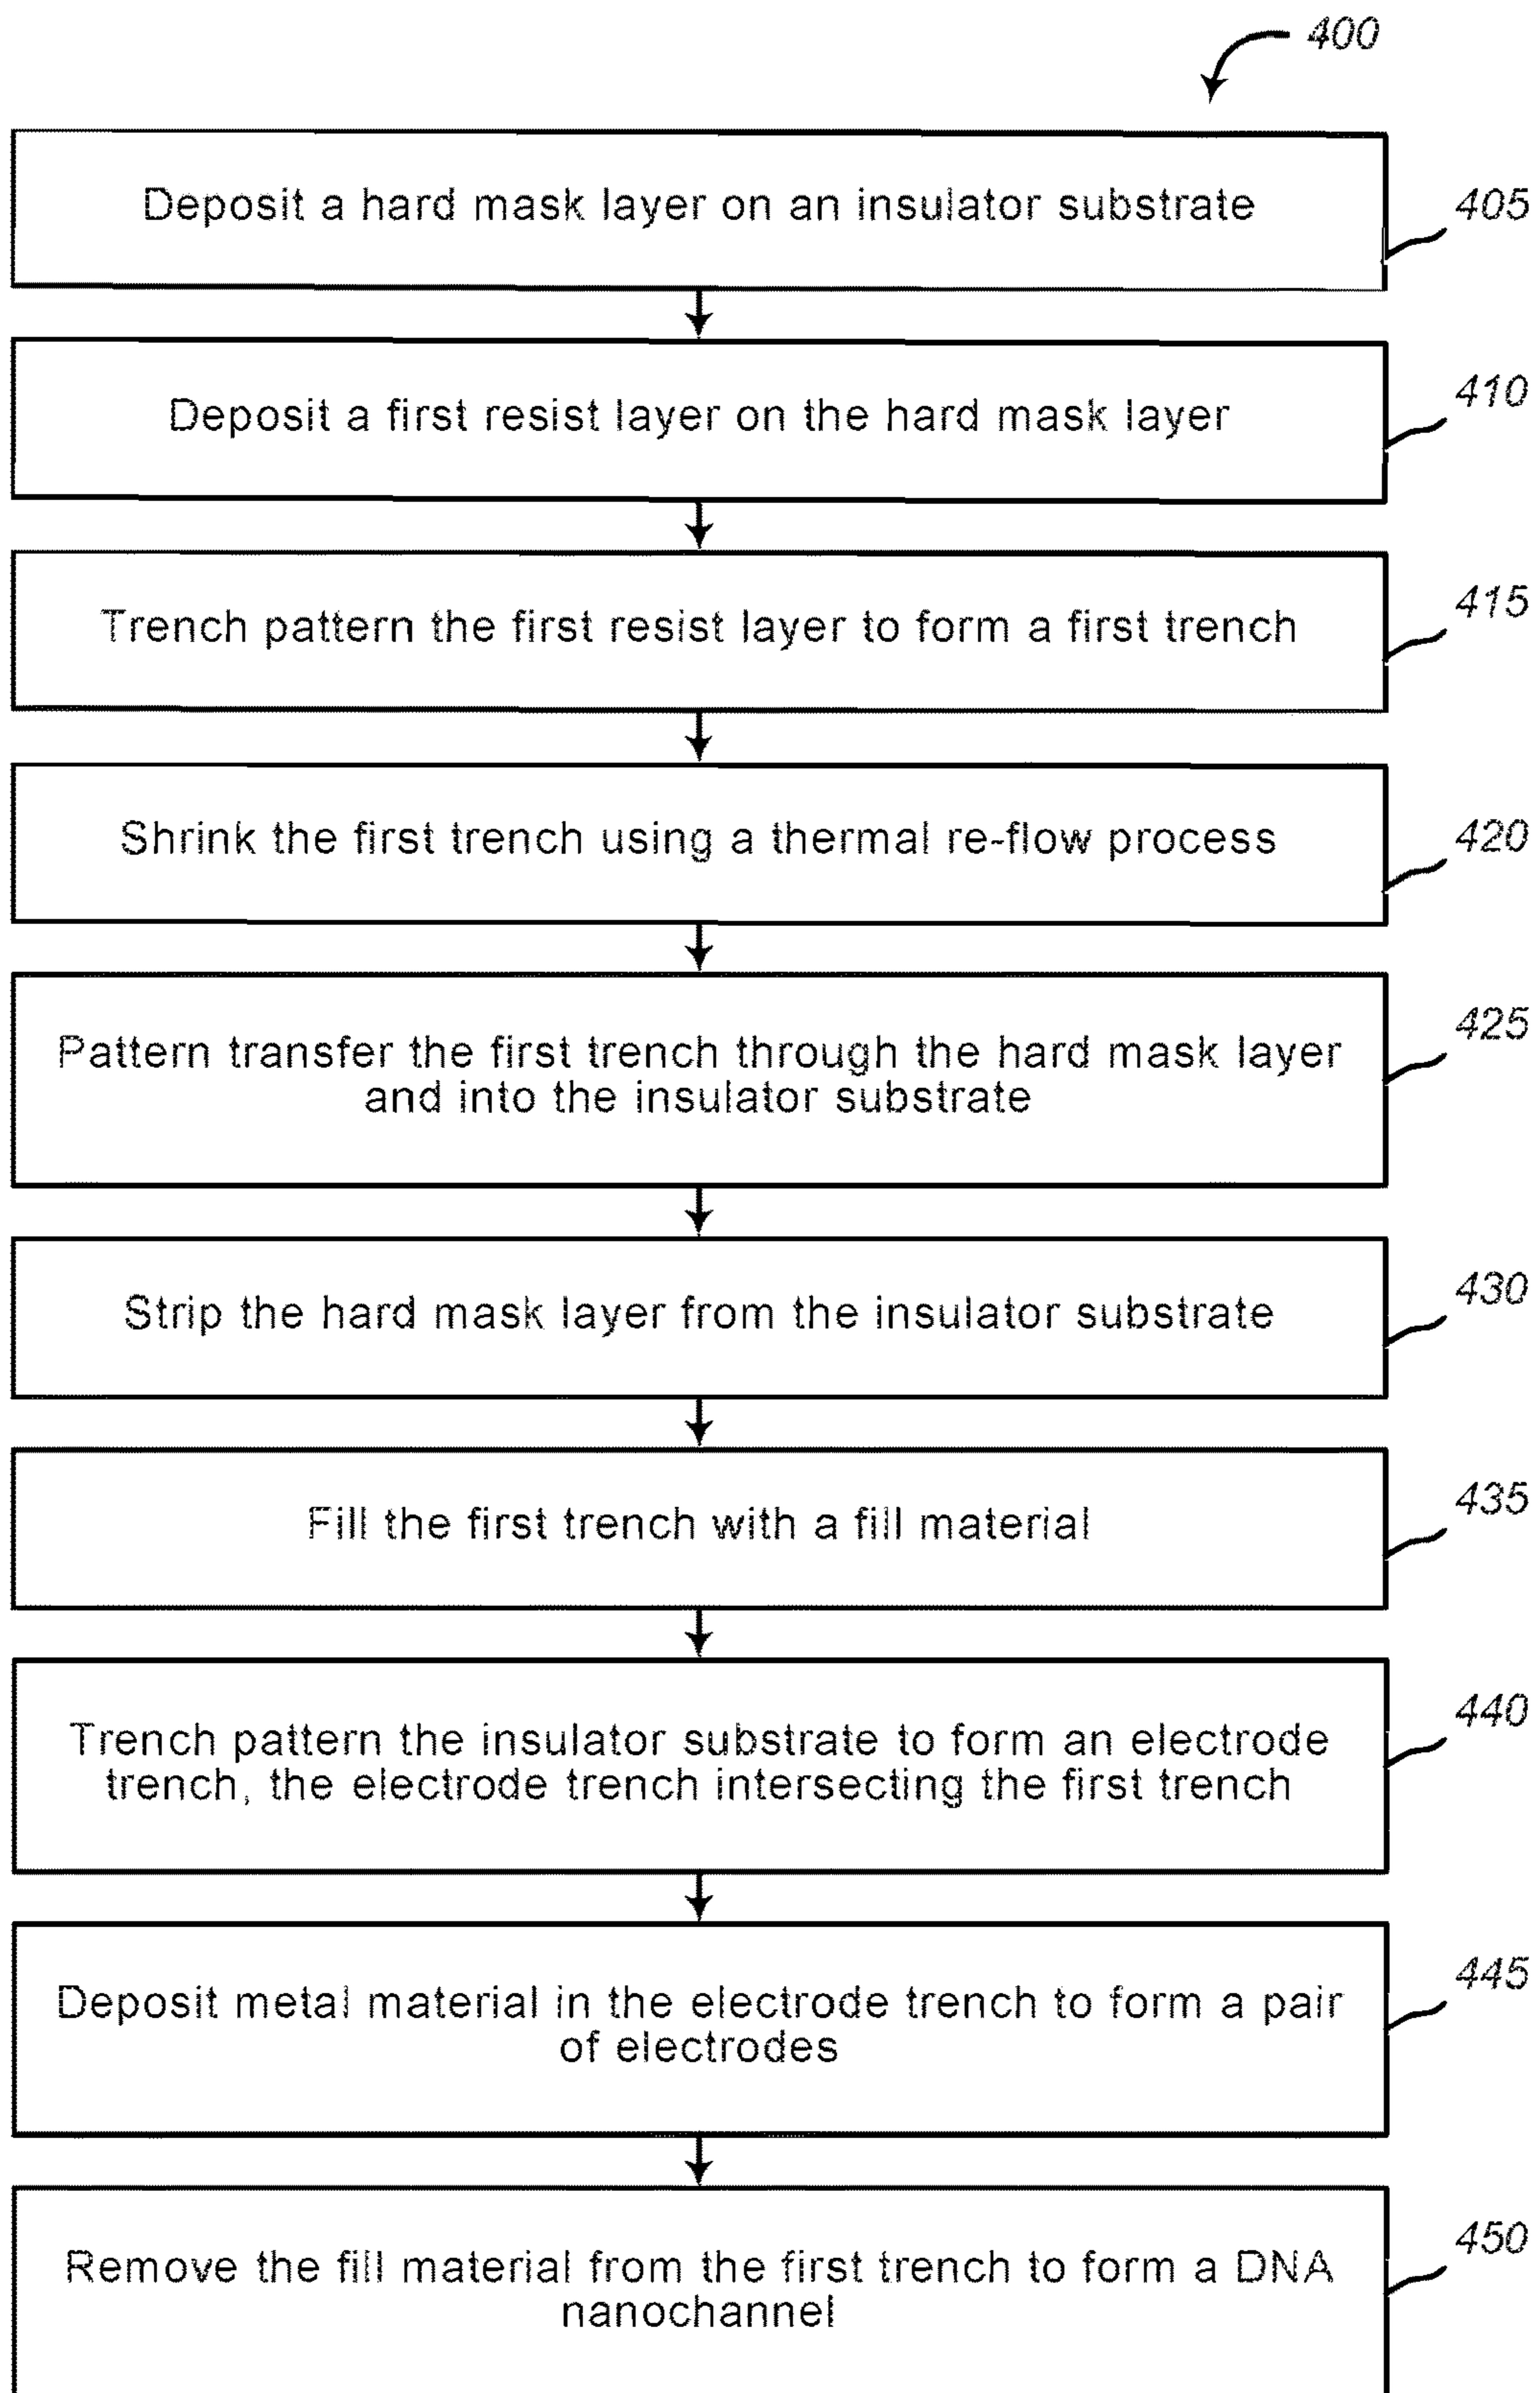 400
Deposit a hard mask layer on an insulator substrate
405
Deposit a first resist layer on the hard mask layer
410
Trench pattern the first resist layer to form a first trench
415
Shrink the first trench using a thermal re-flow process
420
Pattern transfer the first trench through the hard mask layer
and into the insulator substrate
425
Strip the hard mask layer from the insulator substrate
430
Fill the first trench with a fill material
435
Trench pattern the insulator substrate to form an electrode
trench, the electrode trench intersecting the first trench
440
Deposit metal material in the electrode trench to form a pair
of electrodes
445
Remove the fill material from the first trench to form a DNA
nanochannel
450